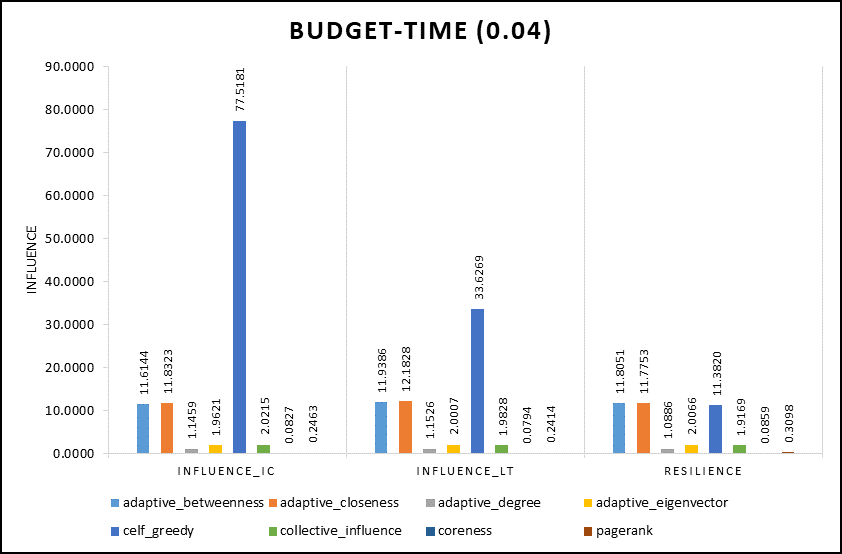 BUDGET-TIME (0.04)
INFLUENCE
90.0000
80.0000
70.0000
60.0000
50.0000
40.0000
30.0000
20.0000
10.0000
0.0000
11.6144
11.8323
1.1459
1.9621
77.5181
2.0215
0.0827
0.2463
11.9386
12.1828
1.1526
2.0007
33.6269
1.9828
0.0794
0.2414
11.8051
11.7753
1.0886
2.0066
11.3820
1.9169
0.0859
0.3098
INFLUENCE_IC
INFLUENCE_LT
RESILIENCE
adaptive_betweenness
adaptive_closeness
adaptive_degree
adaptive_eigenvector
celf_greedy
collective_influence
coreness
pagerank